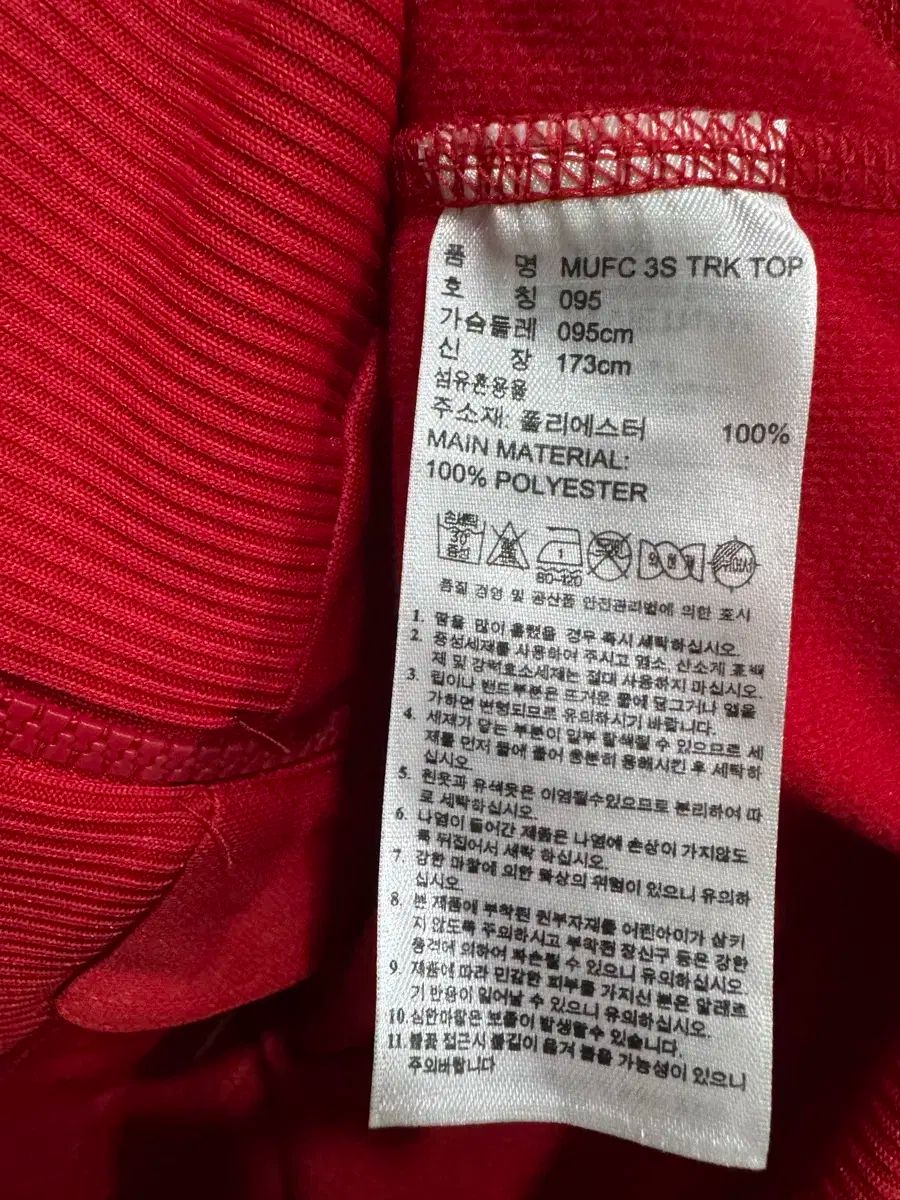 품 명 MUFC 3S TRK TOP
호 칭 095
가슴둘레 095cm
신 장 173cm
섬유혼용율
주소재: 폴리에스터 100%
MAIN MATERIAL:
100% POLYESTER
손세탁 30 중성 1 80-120
품질 경영 및 공산품 안전관리법에 의한 표시
1. 땀을 많이 흘렸을 경우 즉시 세탁하십시오.
2. 중성세제를 사용하여 주시고 염소, 산소계 표백
제 및 강력효소세제는 절대 사용하지 마십시오.
3. 립이나 밴드부분은 뜨거운 물에 담그거나 열을
가하면 변형되므로 유의하시기 바랍니다.
4. 세제가 닿는 부분이 일부 탈색될 수 있으므로 세
제를 먼저 물에 풀어 충분히 용해시킨 후 세탁하
십시오.
5. 흰옷과 유색옷은 이염될수있으므로 분리하여 따
로 세탁하십시오.
6. 나염이 들어간 제품은 나염에 손상이 가지않도
록 뒤집어서 세탁 하십시오.
7. 강한 마찰에 의한 화상의 위험이 있으니 유의하
십시오.
8. 본 제품에 부착된 원부자재를 어린아이가 삼키
지 않도록 주의하시고 부착된 장신구 등은 강한
충격에 의하여 파손될 수 있으니 유의하십시오
9. 제품에 따라 민감한 피부를 가지신 분은 알레르
기 반응이 일어날 수 있으니 유의하십시오.
10.심한마찰은 보풀이 발생할수 있습니다.
11.불꽃 접근시 불길이 옮겨 붙을 가능성이 있으니
주의바랍니다